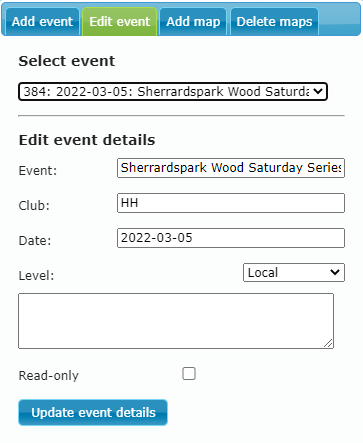 Add event Edit event Add map Delete maps
Select event
384: 2022-03-05: Sherrardspark Wood Saturda
Edit event details
Event: Sherrardspark Wood Saturday Series
Club: HH
Date: 2022-03-05
Level: Local
Read-only
Update event details